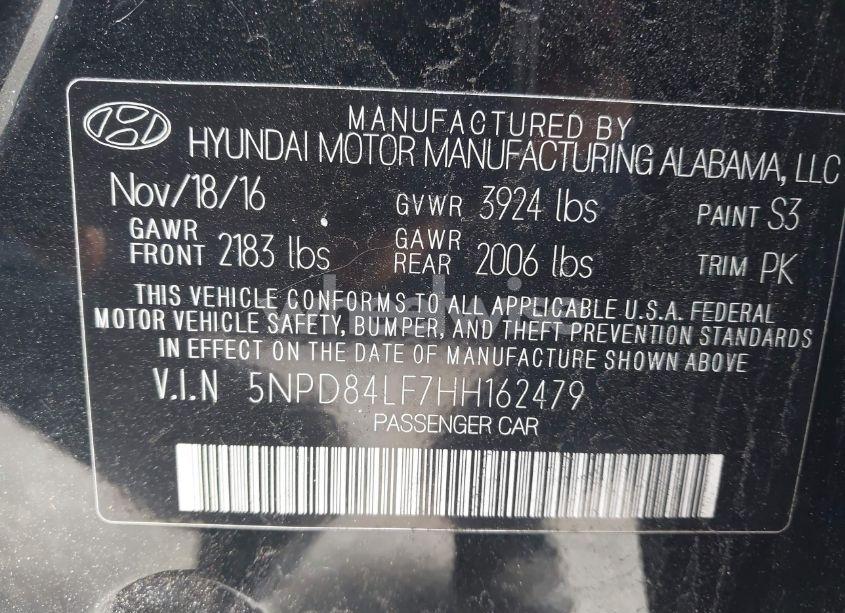 MANUFACTURED BY
HYUNDAI MOTOR MANUFACTURING ALABAMA, LLC
Nov/18/16 GVWR 3924 lbs PAINT S3
GAWR FRONT 2183 lbs GAWR REAR 2006 lbs TRIM PK
THIS VEHICLE CONFORMS TO ALL APPLICABLE U.S.A. FEDERAL
MOTOR VEHICLE SAFETY, BUMPER, AND THEFT PREVENTION STANDARDS
IN EFFECT ON THE DATE OF MANUFACTURE SHOWN ABOVE
V.I.N 5NPD84LF7HH162479
PASSENGER CAR